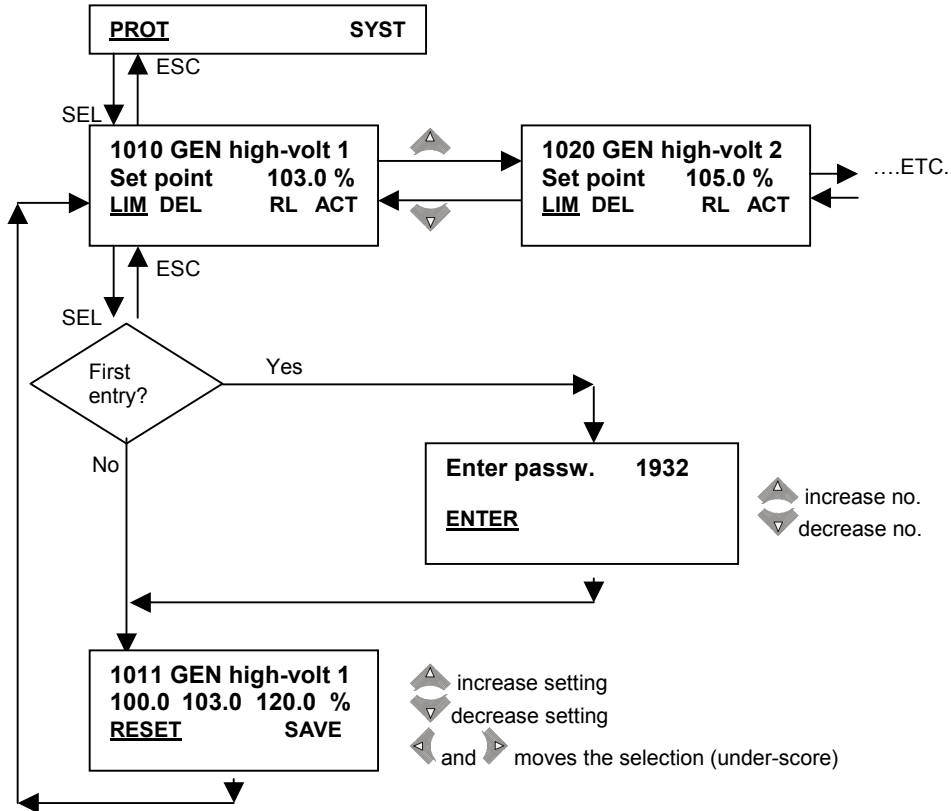 PROT SYST
ESC
SEL
1010 GEN high-volt 1
Set point 103.0 %
LIM DEL RL ACT
1020 GEN high-volt 2
Set point 105.0 %
LIM DEL RL ACT
....ETC.
ESC
SEL
First
entry?
Yes
No
Enter passw. 1932
ENTER
increase no.
decrease no.
1011 GEN high-volt 1
100.0 103.0 120.0 %
RESET SAVE
increase setting
decrease setting
and moves the selection (under-score)